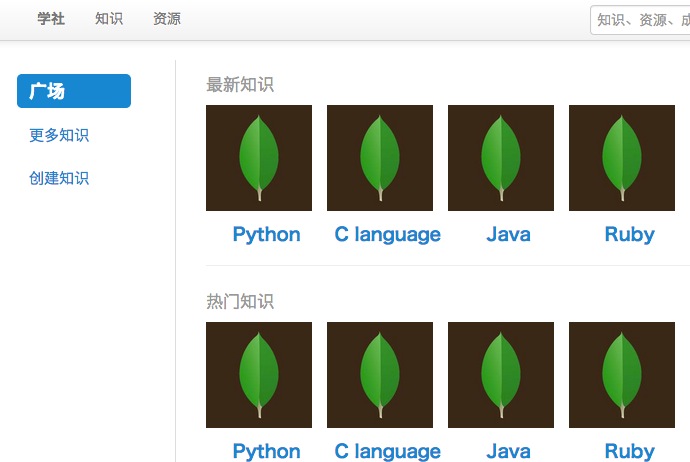 学社 知识 资源 知识、资源、成
广场
更多知识
创建知识
最新知识
Python C language Java Ruby
热门知识
Python C language Java Ruby